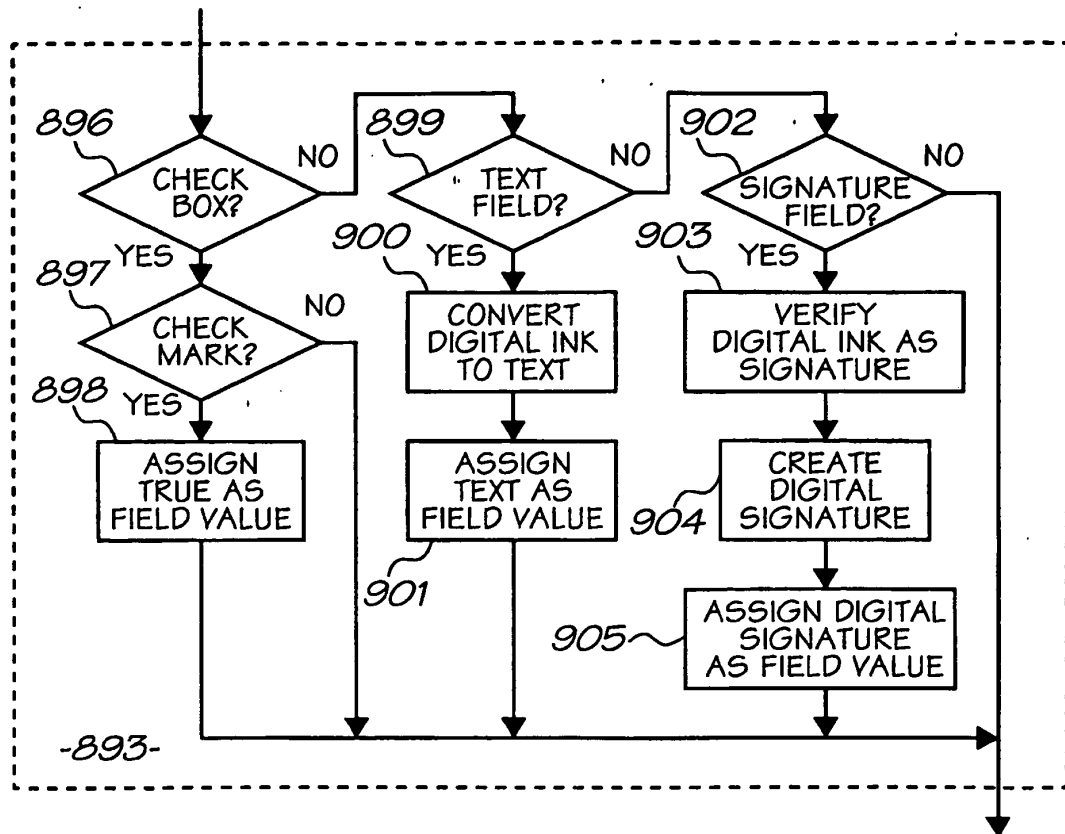 896
CHECK
BOX?
NO
YES
897
CHECK
MARK?
NO
YES
898
ASSIGN
TRUE AS
FIELD VALUE
899
TEXT
FIELD?
NO
YES
900
CONVERT
DIGITAL INK
TO TEXT
ASSIGN
TEXT AS
FIELD VALUE
901
902
SIGNATURE
FIELD?
NO
YES
903
VERIFY
DIGITAL INK AS
SIGNATURE
CREATE
DIGITAL
SIGNATURE
904
ASSIGN DIGITAL
SIGNATURE
AS FIELD VALUE
905
-893-